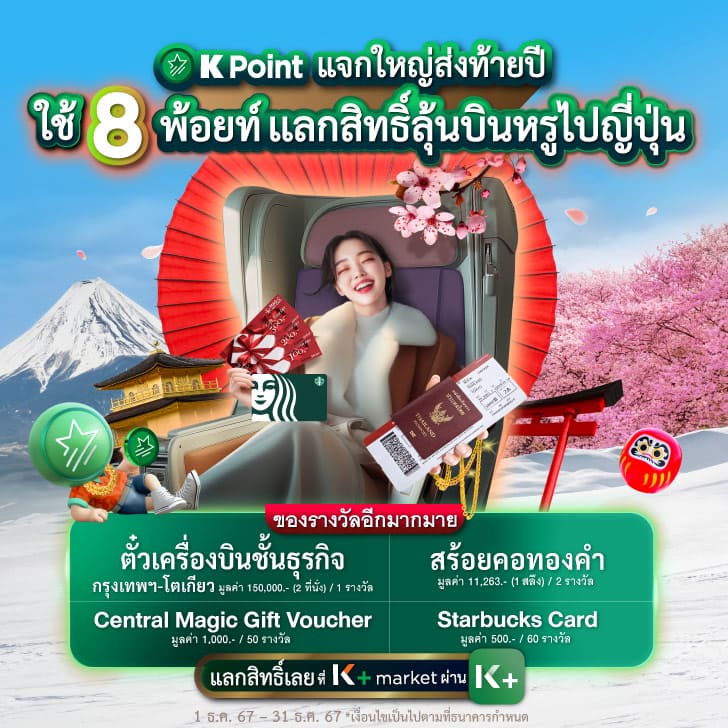 K Point แจกใหญ่ส่งท้ายปี
ใช้ 8 พ้อยท์ แลกสิทธิ์ลุ้นบินหรูไปญี่ปุ่น
500.-
200.-
100.-
THAILAND
PASSPORT
ของรางวัลอีกมากมาย
ตั๋วเครื่องบินชั้นธุรกิจ
กรุงเทพฯ-โตเกียว มูลค่า 150,000.- (2 ที่นั่ง) / 1 รางวัล
สร้อยคอทองคำ
มูลค่า 11,263.- (1 สลึง) / 2 รางวัล
Central Magic Gift Voucher
มูลค่า 1,000.- / 50 รางวัล
Starbucks Card
มูลค่า 500.- / 60 รางวัล
แลกสิทธิ์เลย ที่ K+ market ผ่าน K+
1 ธ.ค. 67 – 31 ธ.ค. 67 *เงื่อนไขเป็นไปตามที่ธนาคารกำหนด